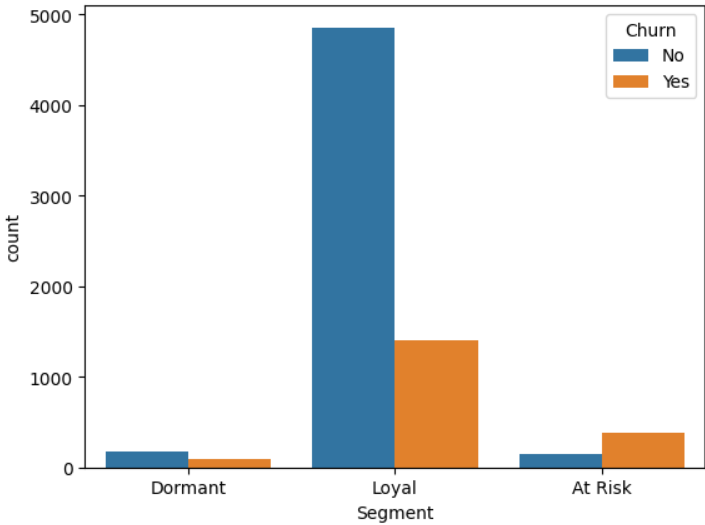 5000
4000
3000
2000
1000
0
count
Churn
No
Yes
Dormant
Loyal
At Risk
Segment